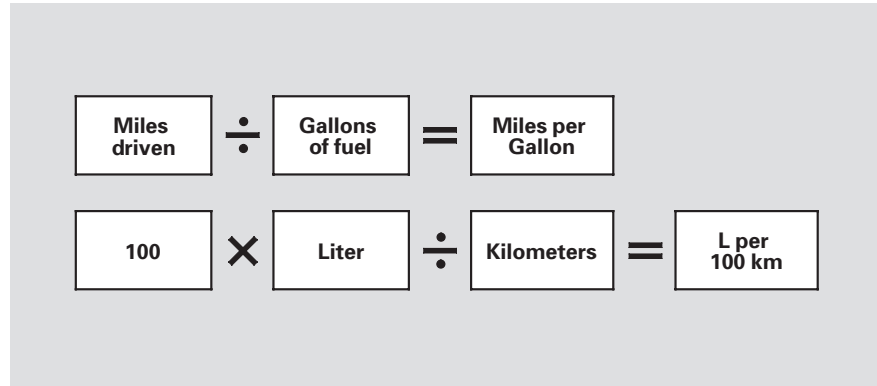 Miles
driven
÷
Gallons
of fuel
=
Miles per
Gallon
100
×
Liter
÷
Kilometers
=
L per
100 km